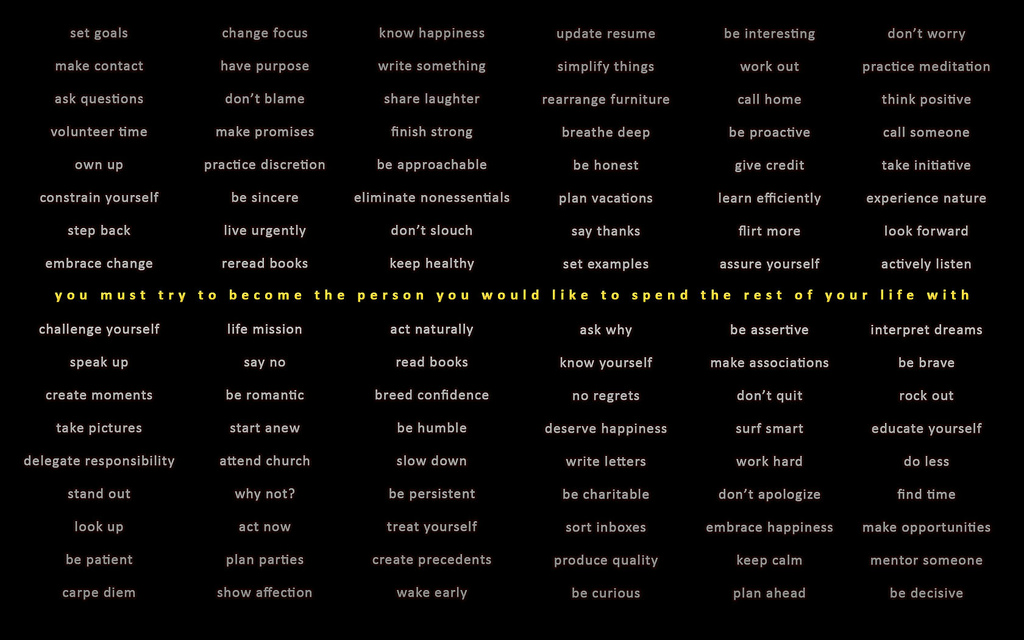 set goals change focus know happiness update resume be interesting don't worry
make contact have purpose write something simplify things work out practice meditation
ask questions don't blame share laughter rearrange furniture call home think positive
volunteer time make promises finish strong breathe deep be proactive call someone
own up practice discretion be approachable be honest give credit take initiative
constrain yourself be sincere eliminate nonessentials plan vacations learn efficiently experience nature
step back live urgently don't slouch say thanks flirt more look forward
embrace change reread books keep healthy set examples assure yourself actively listen
you must try to become the person you would like to spend the rest of your life with
challenge yourself life mission act naturally ask why be assertive interpret dreams
speak up say no read books know yourself make associations be brave
create moments be romantic breed confidence no regrets don't quit rock out
take pictures start anew be humble deserve happiness surf smart educate yourself
delegate responsibility attend church slow down write letters work hard do less
stand out why not? be persistent be charitable don't apologize find time
look up act now treat yourself sort inboxes embrace happiness make opportunities
be patient plan parties create precedents produce quality keep calm mentor someone
carpe diem show affection wake early be curious plan ahead be decisive